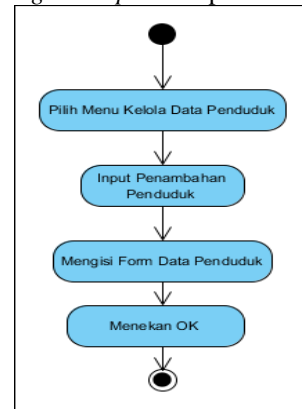 Pilih Menu Kelola Data Penduduk
Input Penambahan
Penduduk
Mengisi Form Data Penduduk
Menekan OK